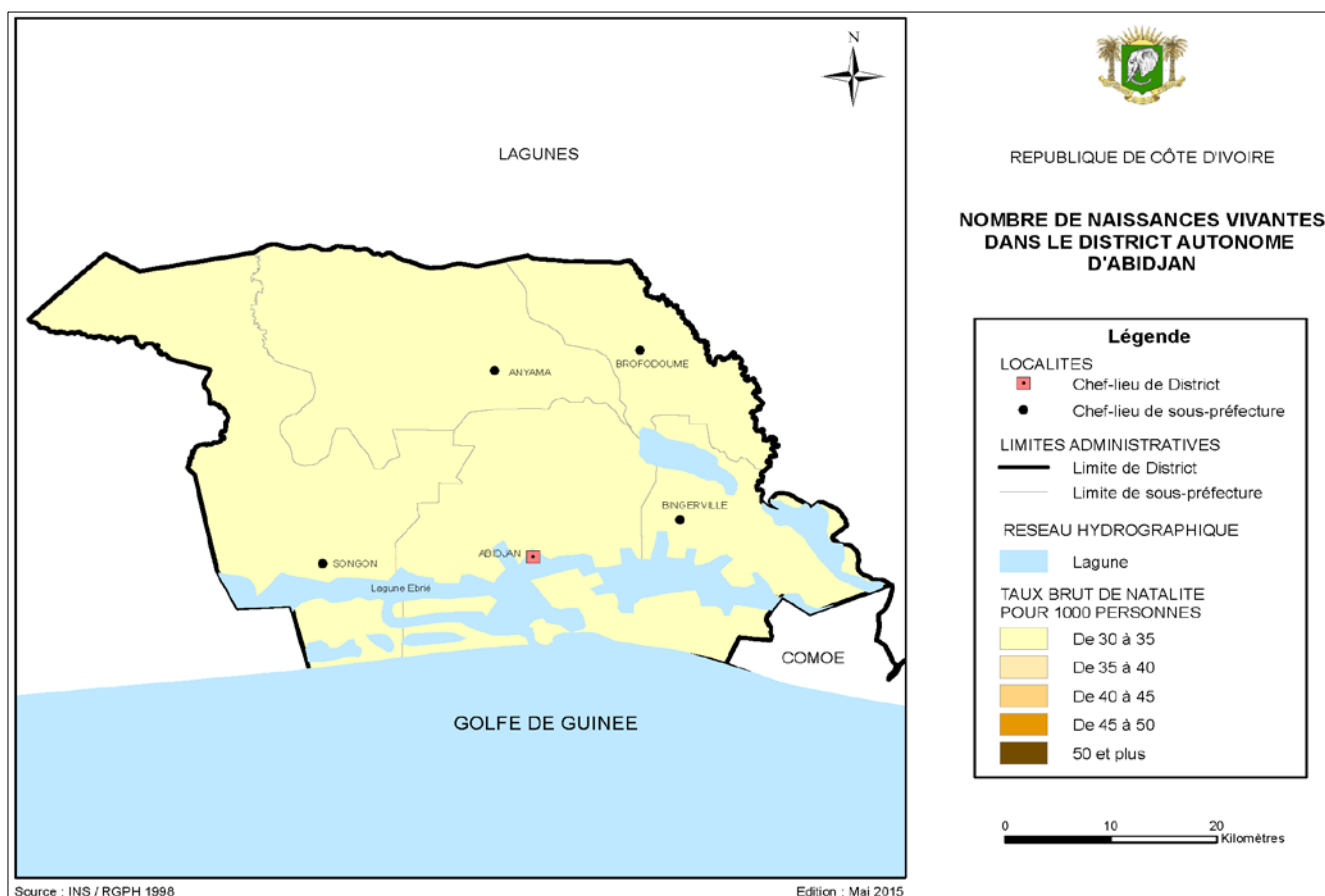 N
LAGUNES
BROFODOUME
ANYAMA
BINGERVILLE
ABIDJAN
SONGON
Lagune Ebrié
COMOE
GOLFE DE GUINEE
Source : INS / RGPH 1998
Edition : Mai 2015
REPUBLIQUE DE CÔTE D'IVOIRE
NOMBRE DE NAISSANCES VIVANTES
DANS LE DISTRICT AUTONOME
D'ABIDJAN
Légende
LOCALITES
Chef-lieu de District
Chef-lieu de sous-préfecture
LIMITES ADMINISTRATIVES
Limite de District
Limite de sous-préfecture
RESEAU HYDROGRAPHIQUE
Lagune
TAUX BRUT DE NATALITE
POUR 1000 PERSONNES
De 30 à 35
De 35 à 40
De 40 à 45
De 45 à 50
50 et plus
0 10 20
Kilomètres